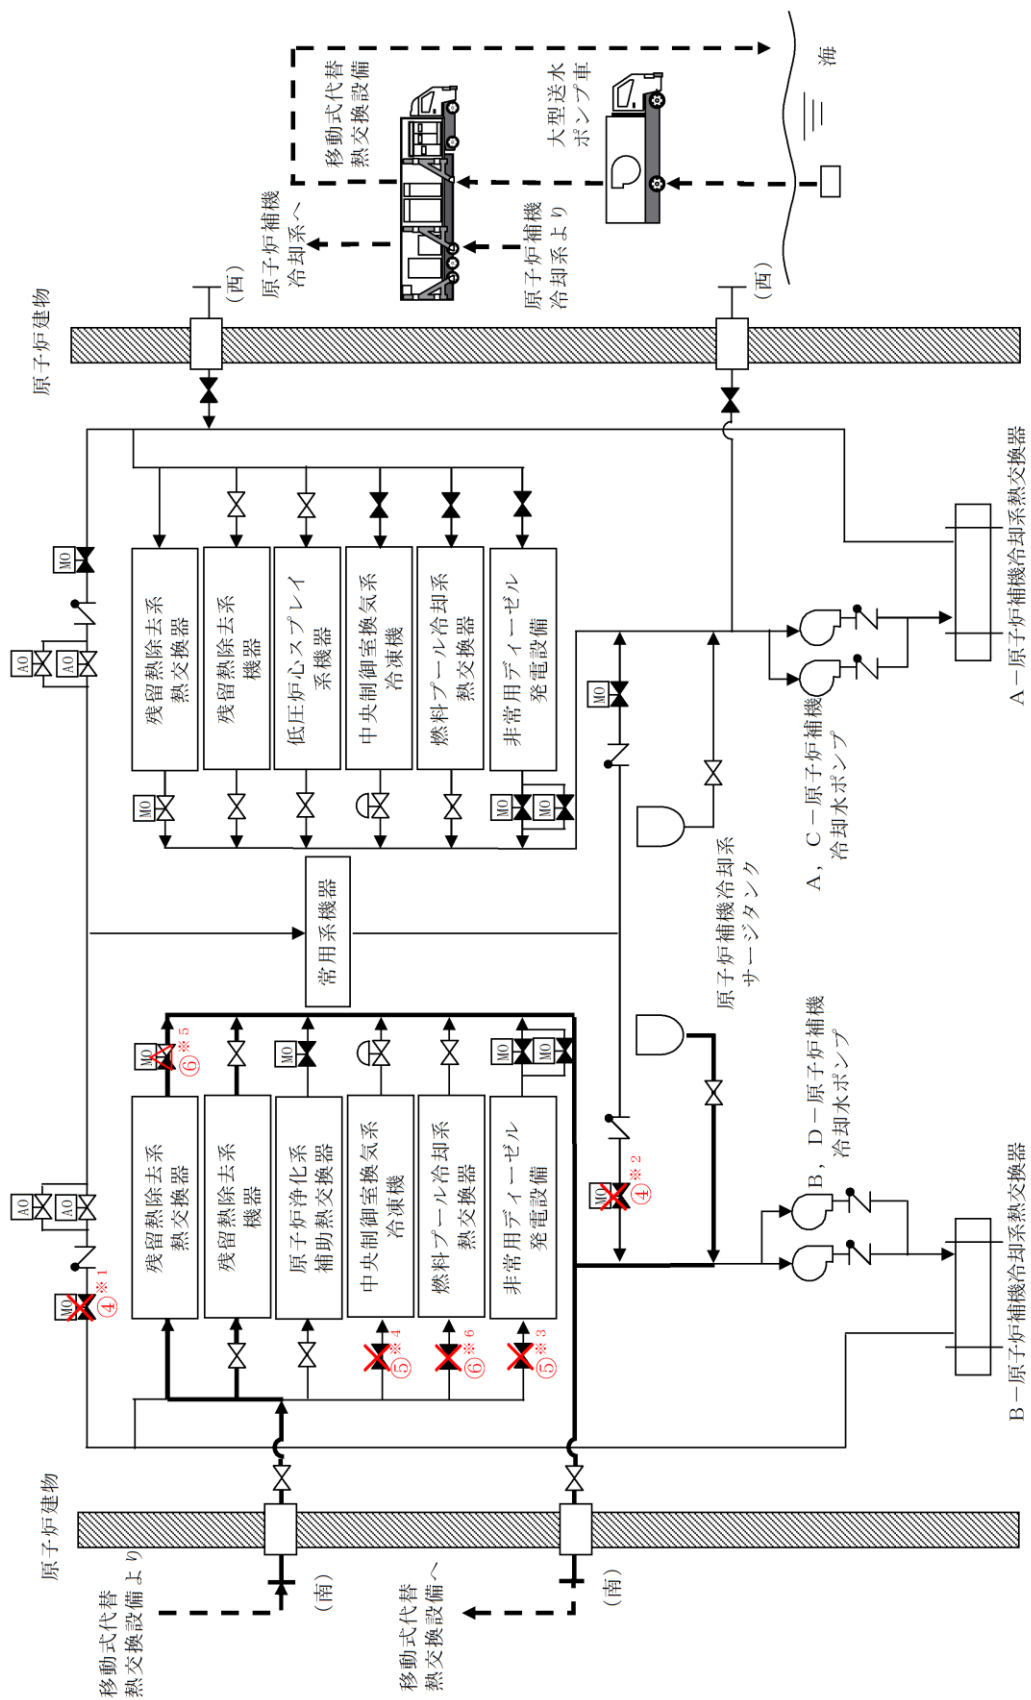 原子炉建物
移動式代替
熱交換設備より
(南)
移動式代替
熱交換設備へ
(南)
MO
④※1
AO
AO
AO
AO
MO
残留熱除去系
熱交換器
残留熱除去系
機器
原子炉浄化系
補助熱交換器
中央制御室換気系
冷凍機
燃料プール冷却系
熱交換器
非常用ディーゼル
発電設備
⑤※4
⑥※6
⑤※3
MO
⑥※5
MO
MO
MO
MO
④※2
常用系機器
MO
MO
MO
残留熱除去系
熱交換器
残留熱除去系
機器
低圧炉心スプレイ
系機器
中央制御室換気系
冷凍機
燃料プール冷却系
熱交換器
非常用ディーゼル
発電設備
MO
原子炉補機冷却系
サージタンク
B,D-原子炉補機
冷却水ポンプ
A,C-原子炉補機
冷却水ポンプ
B-原子炉補機冷却系熱交換器
A-原子炉補機冷却系熱交換器
原子炉建物
(西)
(西)
原子炉補機
冷却系へ
原子炉補機
冷却系より
移動式代替
熱交換設備
大型送水
ポンプ車
海